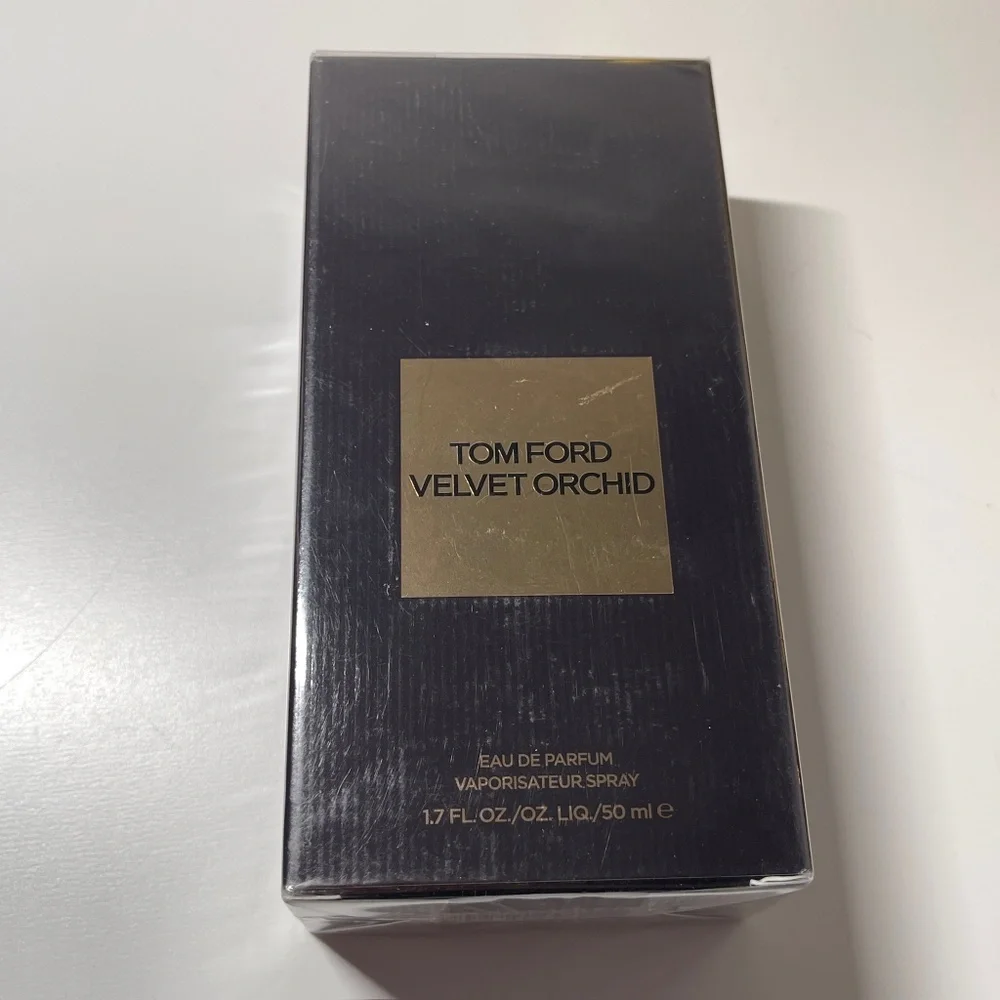 TOM FORD
VELVET ORCHID
EAU DE PARFUM
VAPORISATEUR SPRAY
1.7 FL. OZ./OZ. LIQ./50 ml ℮